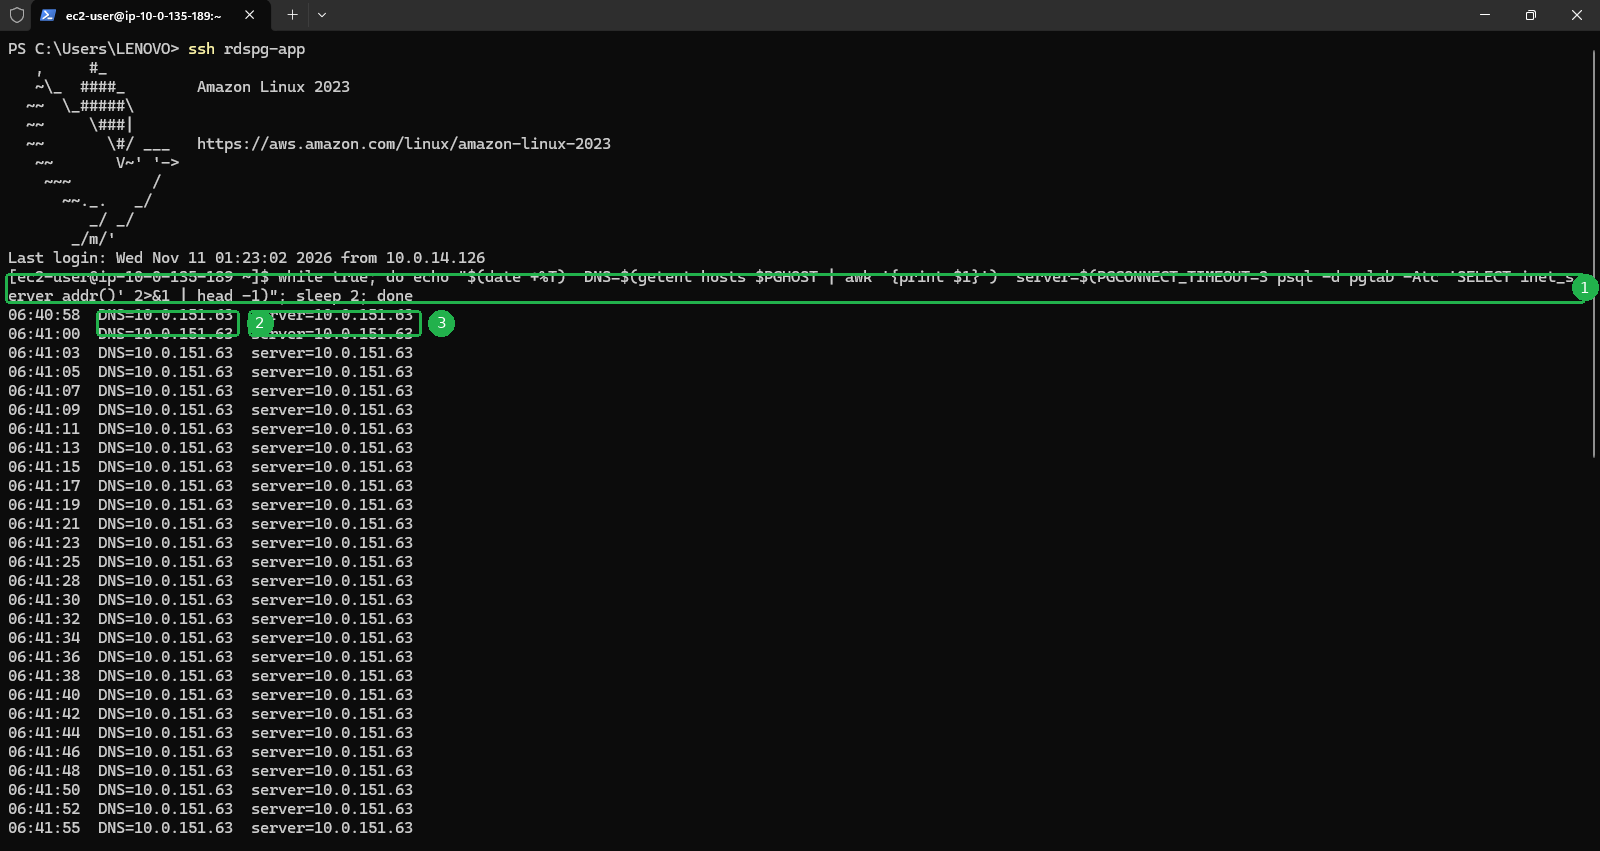 ec2-user@ip-10-0-135-189:~
PS C:\Users\LENOVO> ssh rdspg-app
   ,     #_
   ~\_  ####_        Amazon Linux 2023
  ~~  \_#####\
  ~~     \###|
  ~~       \#/ ___   https://aws.amazon.com/linux/amazon-linux-2023
   ~~       V~' '->
    ~~~         /
      ~~._.   _/
         _/ _/
       _/m/'
Last login: Wed Nov 11 01:23:02 2026 from 10.0.14.126
[ec2-user@ip-10-0-135-189 ~]$ while true; do echo "$(date +%T)  DNS=$(getent hosts $PGHOST | awk '{print $1}')  server=$(PGCONNECT_TIMEOUT=3 psql -d pglab -Atc 'SELECT inet_s
erver_addr()' 2>&1 | head -1)"; sleep 2; done
1
06:40:58  DNS=10.0.151.63  server=10.0.151.63
2
3
06:41:00  DNS=10.0.151.63  server=10.0.151.63
06:41:03  DNS=10.0.151.63  server=10.0.151.63
06:41:05  DNS=10.0.151.63  server=10.0.151.63
06:41:07  DNS=10.0.151.63  server=10.0.151.63
06:41:09  DNS=10.0.151.63  server=10.0.151.63
06:41:11  DNS=10.0.151.63  server=10.0.151.63
06:41:13  DNS=10.0.151.63  server=10.0.151.63
06:41:15  DNS=10.0.151.63  server=10.0.151.63
06:41:17  DNS=10.0.151.63  server=10.0.151.63
06:41:19  DNS=10.0.151.63  server=10.0.151.63
06:41:21  DNS=10.0.151.63  server=10.0.151.63
06:41:23  DNS=10.0.151.63  server=10.0.151.63
06:41:25  DNS=10.0.151.63  server=10.0.151.63
06:41:28  DNS=10.0.151.63  server=10.0.151.63
06:41:30  DNS=10.0.151.63  server=10.0.151.63
06:41:32  DNS=10.0.151.63  server=10.0.151.63
06:41:34  DNS=10.0.151.63  server=10.0.151.63
06:41:36  DNS=10.0.151.63  server=10.0.151.63
06:41:38  DNS=10.0.151.63  server=10.0.151.63
06:41:40  DNS=10.0.151.63  server=10.0.151.63
06:41:42  DNS=10.0.151.63  server=10.0.151.63
06:41:44  DNS=10.0.151.63  server=10.0.151.63
06:41:46  DNS=10.0.151.63  server=10.0.151.63
06:41:48  DNS=10.0.151.63  server=10.0.151.63
06:41:50  DNS=10.0.151.63  server=10.0.151.63
06:41:52  DNS=10.0.151.63  server=10.0.151.63
06:41:55  DNS=10.0.151.63  server=10.0.151.63